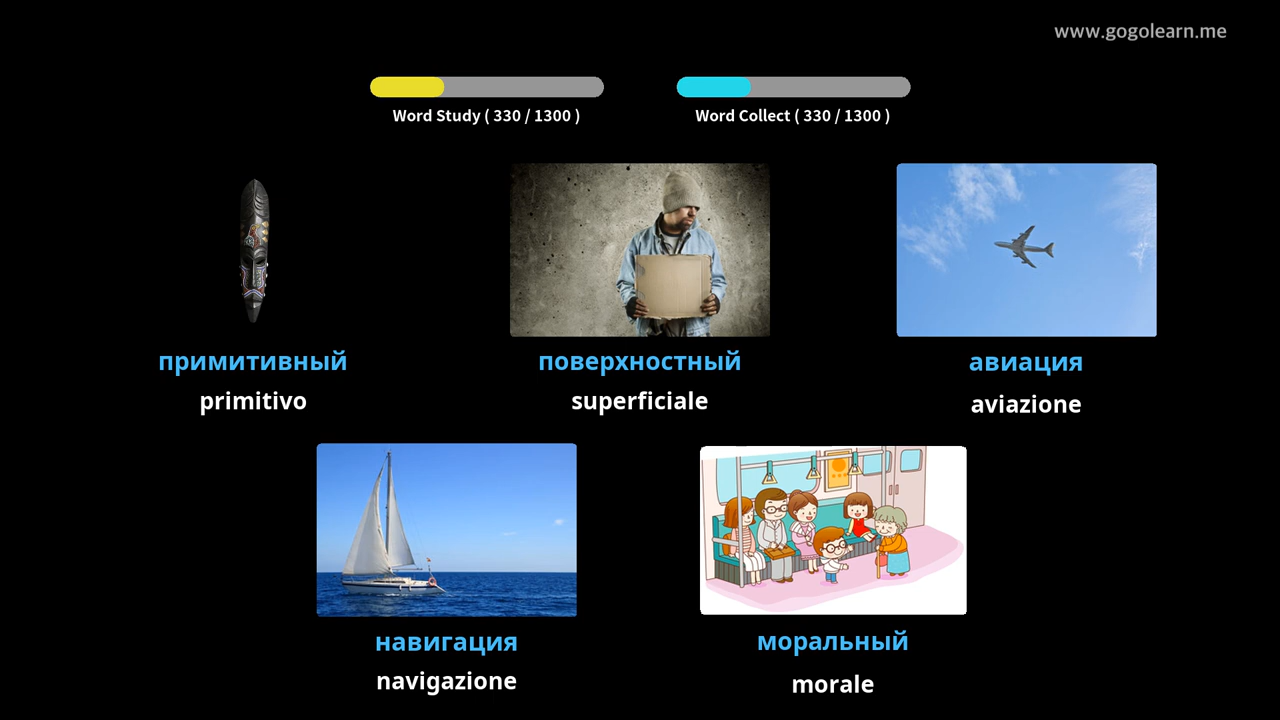 www.gogolearn.me
Word Study ( 330 / 1300 )
Word Collect ( 330 / 1300 )
примитивный
primitivo
поверхностный
superficiale
авиация
aviazione
навигация
navigazione
моральный
morale